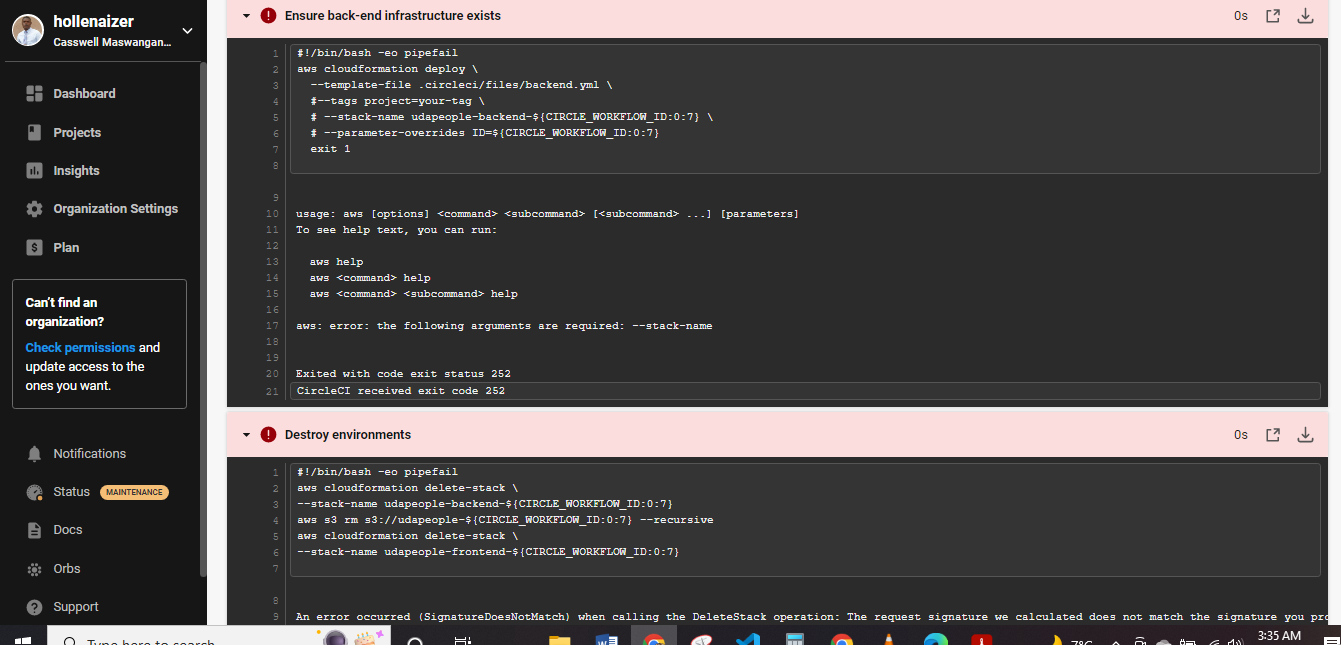 hollenaizer
Casswell Maswangan...
Dashboard
Projects
Insights
Organization Settings
Plan
Can't find an
organization?
Check permissions and
update access to the
ones you want.
Notifications
Status MAINTENANCE
Docs
Orbs
Support
Ensure back-end infrastructure exists 0s
1 #!/bin/bash -eo pipefail
2 aws cloudformation deploy \
3 --template-file .circleci/files/backend.yml \
4 #--tags project=your-tag \
5 # --stack-name udapeople-backend-${CIRCLE_WORKFLOW_ID:0:7} \
6 # --parameter-overrides ID=${CIRCLE_WORKFLOW_ID:0:7}
7 exit 1
8
9
10 usage: aws [options] <command> <subcommand> [<subcommand> ...] [parameters]
11 To see help text, you can run:
12
13 aws help
14 aws <command> help
15 aws <command> <subcommand> help
16
17 aws: error: the following arguments are required: --stack-name
18
19
20 Exited with code exit status 252
21 CircleCI received exit code 252
Destroy environments 0s
1 #!/bin/bash -eo pipefail
2 aws cloudformation delete-stack \
3 --stack-name udapeople-backend-${CIRCLE_WORKFLOW_ID:0:7}
4 aws s3 rm s3://udapeople-${CIRCLE_WORKFLOW_ID:0:7} --recursive
5 aws cloudformation delete-stack \
6 --stack-name udapeople-frontend-${CIRCLE_WORKFLOW_ID:0:7}
7
8
9 An error occurred (SignatureDoesNotMatch) when calling the DeleteStack operation: The request signature we calculated does not match the signature you pro
Type here to search
7°C
3:35 AM